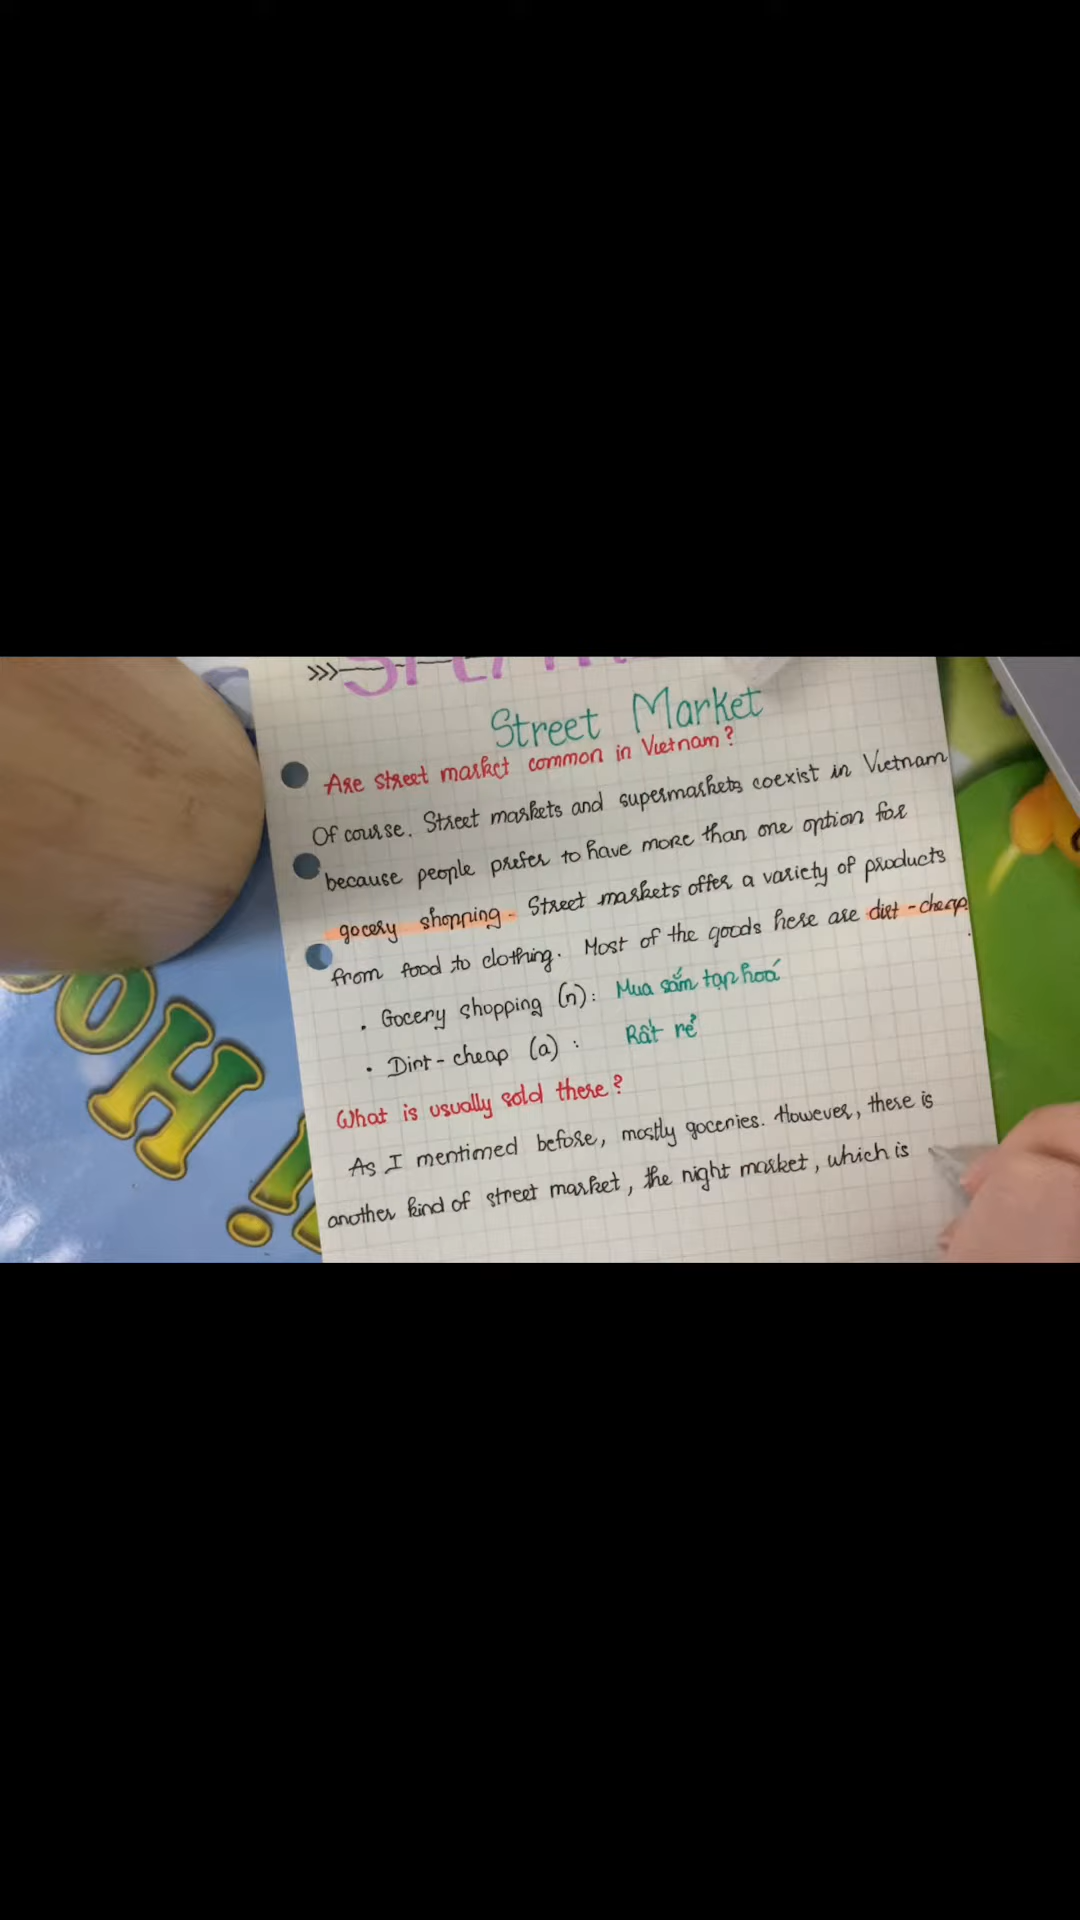 Street Market
Are street market common in Vietnam?
Of course. Street markets and supermarkets coexist in Vietnam
because people prefer to have more than one option for
gocery shopping. Street markets offer a variety of products
from food to clothing. Most of the goods here are dirt-cheap.
• Gocery shopping (n): Mua sắm tạp hoá
• Dirt-cheap (a): Rất rẻ
What is usually sold there?
As I mentimed before, mostly goceries. However, there is
another kind of street market, the night market, which is